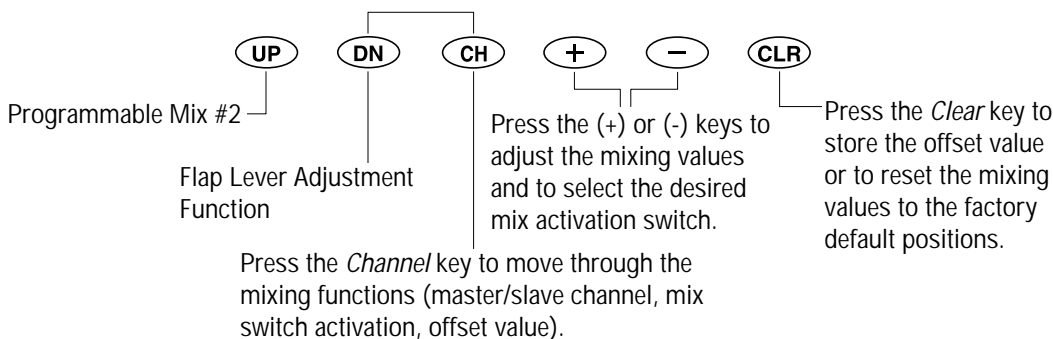 UP DN CH + − CLR
Programmable Mix #2
Flap Lever Adjustment
Function
Press the Channel key to move through the
mixing functions (master/slave channel, mix
switch activation, offset value).
Press the (+) or (-) keys to
adjust the mixing values
and to select the desired
mix activation switch.
Press the Clear key to
store the offset value
or to reset the mixing
values to the factory
default positions.